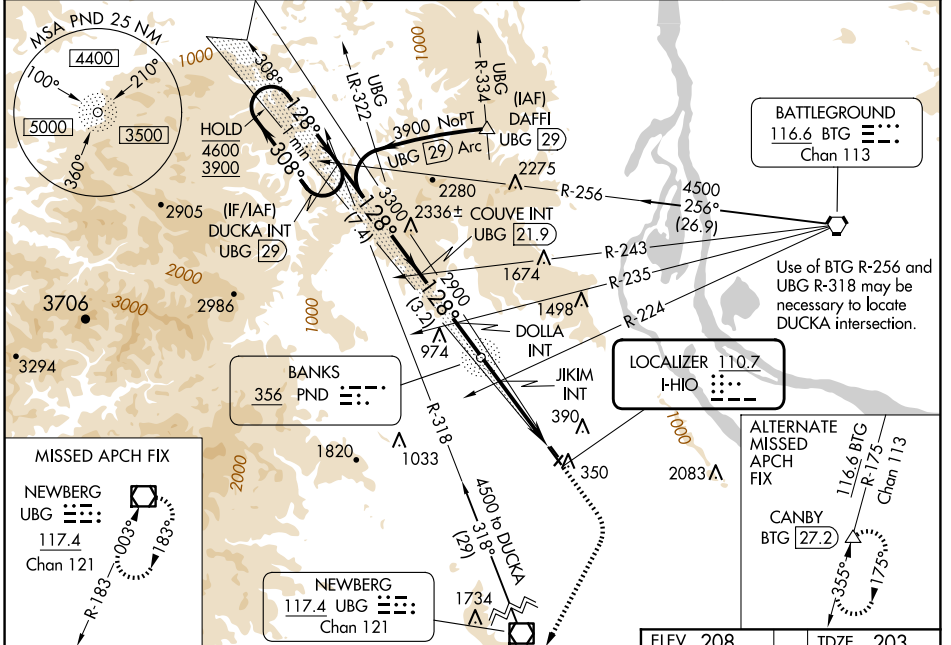 MSA PND 25 NM
4400
100°
210°
5000
3500
360°
1000
308°
128°
HOLD
4600
3900
1 min
308°
(IF/IAF)
DUCKA INT
UBG 29
UBG
LR-322
1000
UBG
R-334
(IAF)
DAFFI
UBG 29
3900 NoPT
UBG 29 Arc
2275
2280
2336±
3300
128°
(7.4)
COUVE INT
UBG 21.9
R-256
4500
256°
(26.9)
BATTLEGROUND
116.6 BTG
Chan 113
R-243
R-235
R-224
Use of BTG R-256 and
UBG R-318 may be
necessary to locate
DUCKA intersection.
2905
2000
3706
3000
2986
1000
3294
1674
1498
2900
128°
(3.2)
974
DOLLA
INT
JIKIM
INT
BANKS
356 PND
LOCALIZER 110.7
I-HIO
390
350
1000
2083
R-318
1033
1820
2000
4500 to DUCKA
318°
(29)
MISSED APCH FIX
NEWBERG
UBG
117.4
Chan 121
003°
183°
R-183
NEWBERG
117.4 UBG
Chan 121
1734
ALTERNATE
MISSED
APCH
FIX
116.6 BTG
R-175
Chan 113
CANBY
BTG 27.2
355°
175°
ELEV 208
TDZE 203